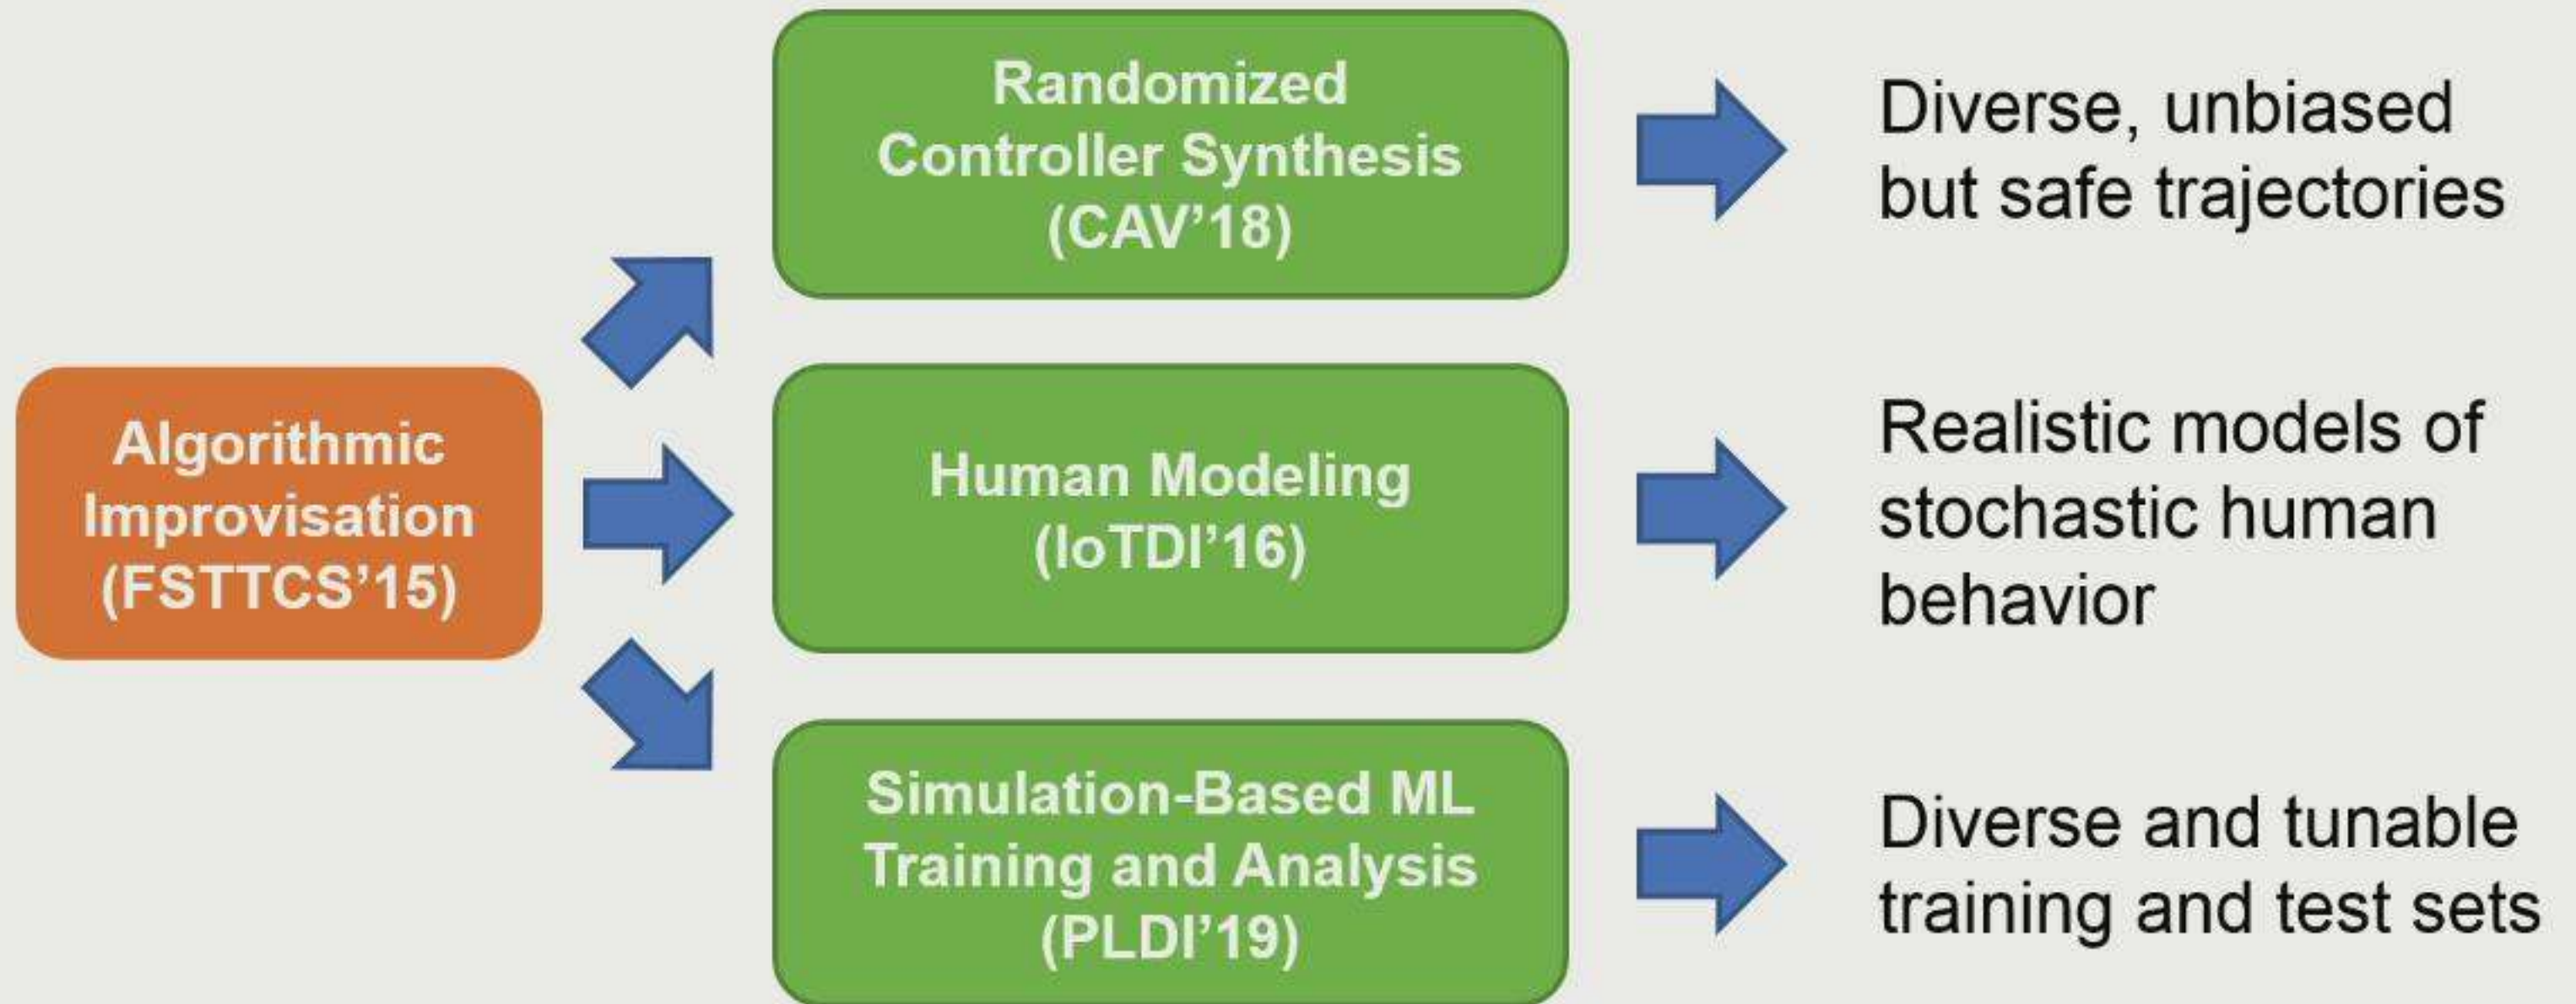 Algorithmic
Improvisation
(FSTTCS’15)
Randomized
Controller Synthesis
(CAV’18)
Diverse, unbiased
but safe trajectories
Human Modeling
(IoTDI’16)
Realistic models of
stochastic human
behavior
Simulation-Based ML
Training and Analysis
(PLDI’19)
Diverse and tunable
training and test sets